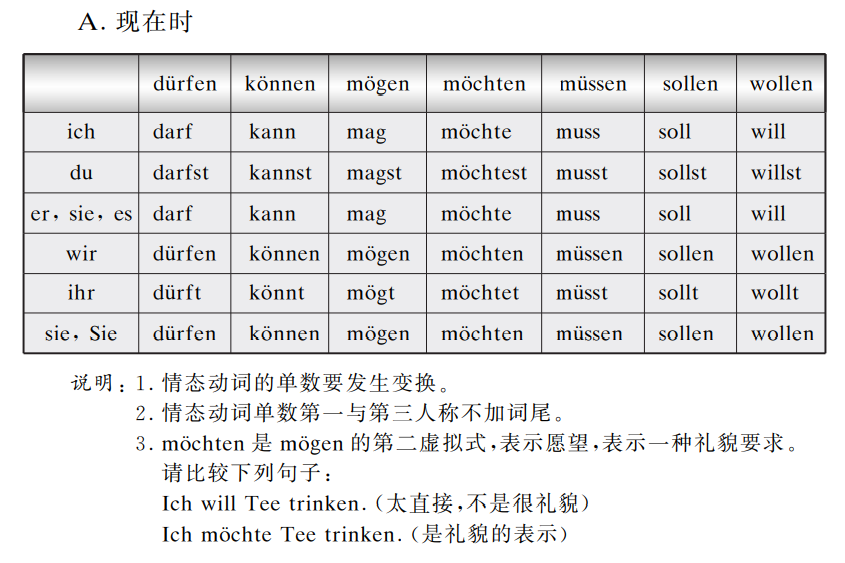 A. 现在时
dürfen können mögen möchten müssen sollen wollen
ich darf kann mag möchte muss soll will
du darfst kannst magst möchtest musst sollst willst
er, sie, es darf kann mag möchte muss soll will
wir dürfen können mögen möchten müssen sollen wollen
ihr dürft könnt mögt möchtet müsst sollt wollt
sie, Sie dürfen können mögen möchten müssen sollen wollen
说明:1. 情态动词的单数要发生变换。
2. 情态动词单数第一与第三人称不加词尾。
3. möchten 是 mögen 的第二虚拟式,表示愿望,表示一种礼貌要求。
请比较下列句子:
Ich will Tee trinken.(太直接,不是很礼貌)
Ich möchte Tee trinken.(是礼貌的表示)